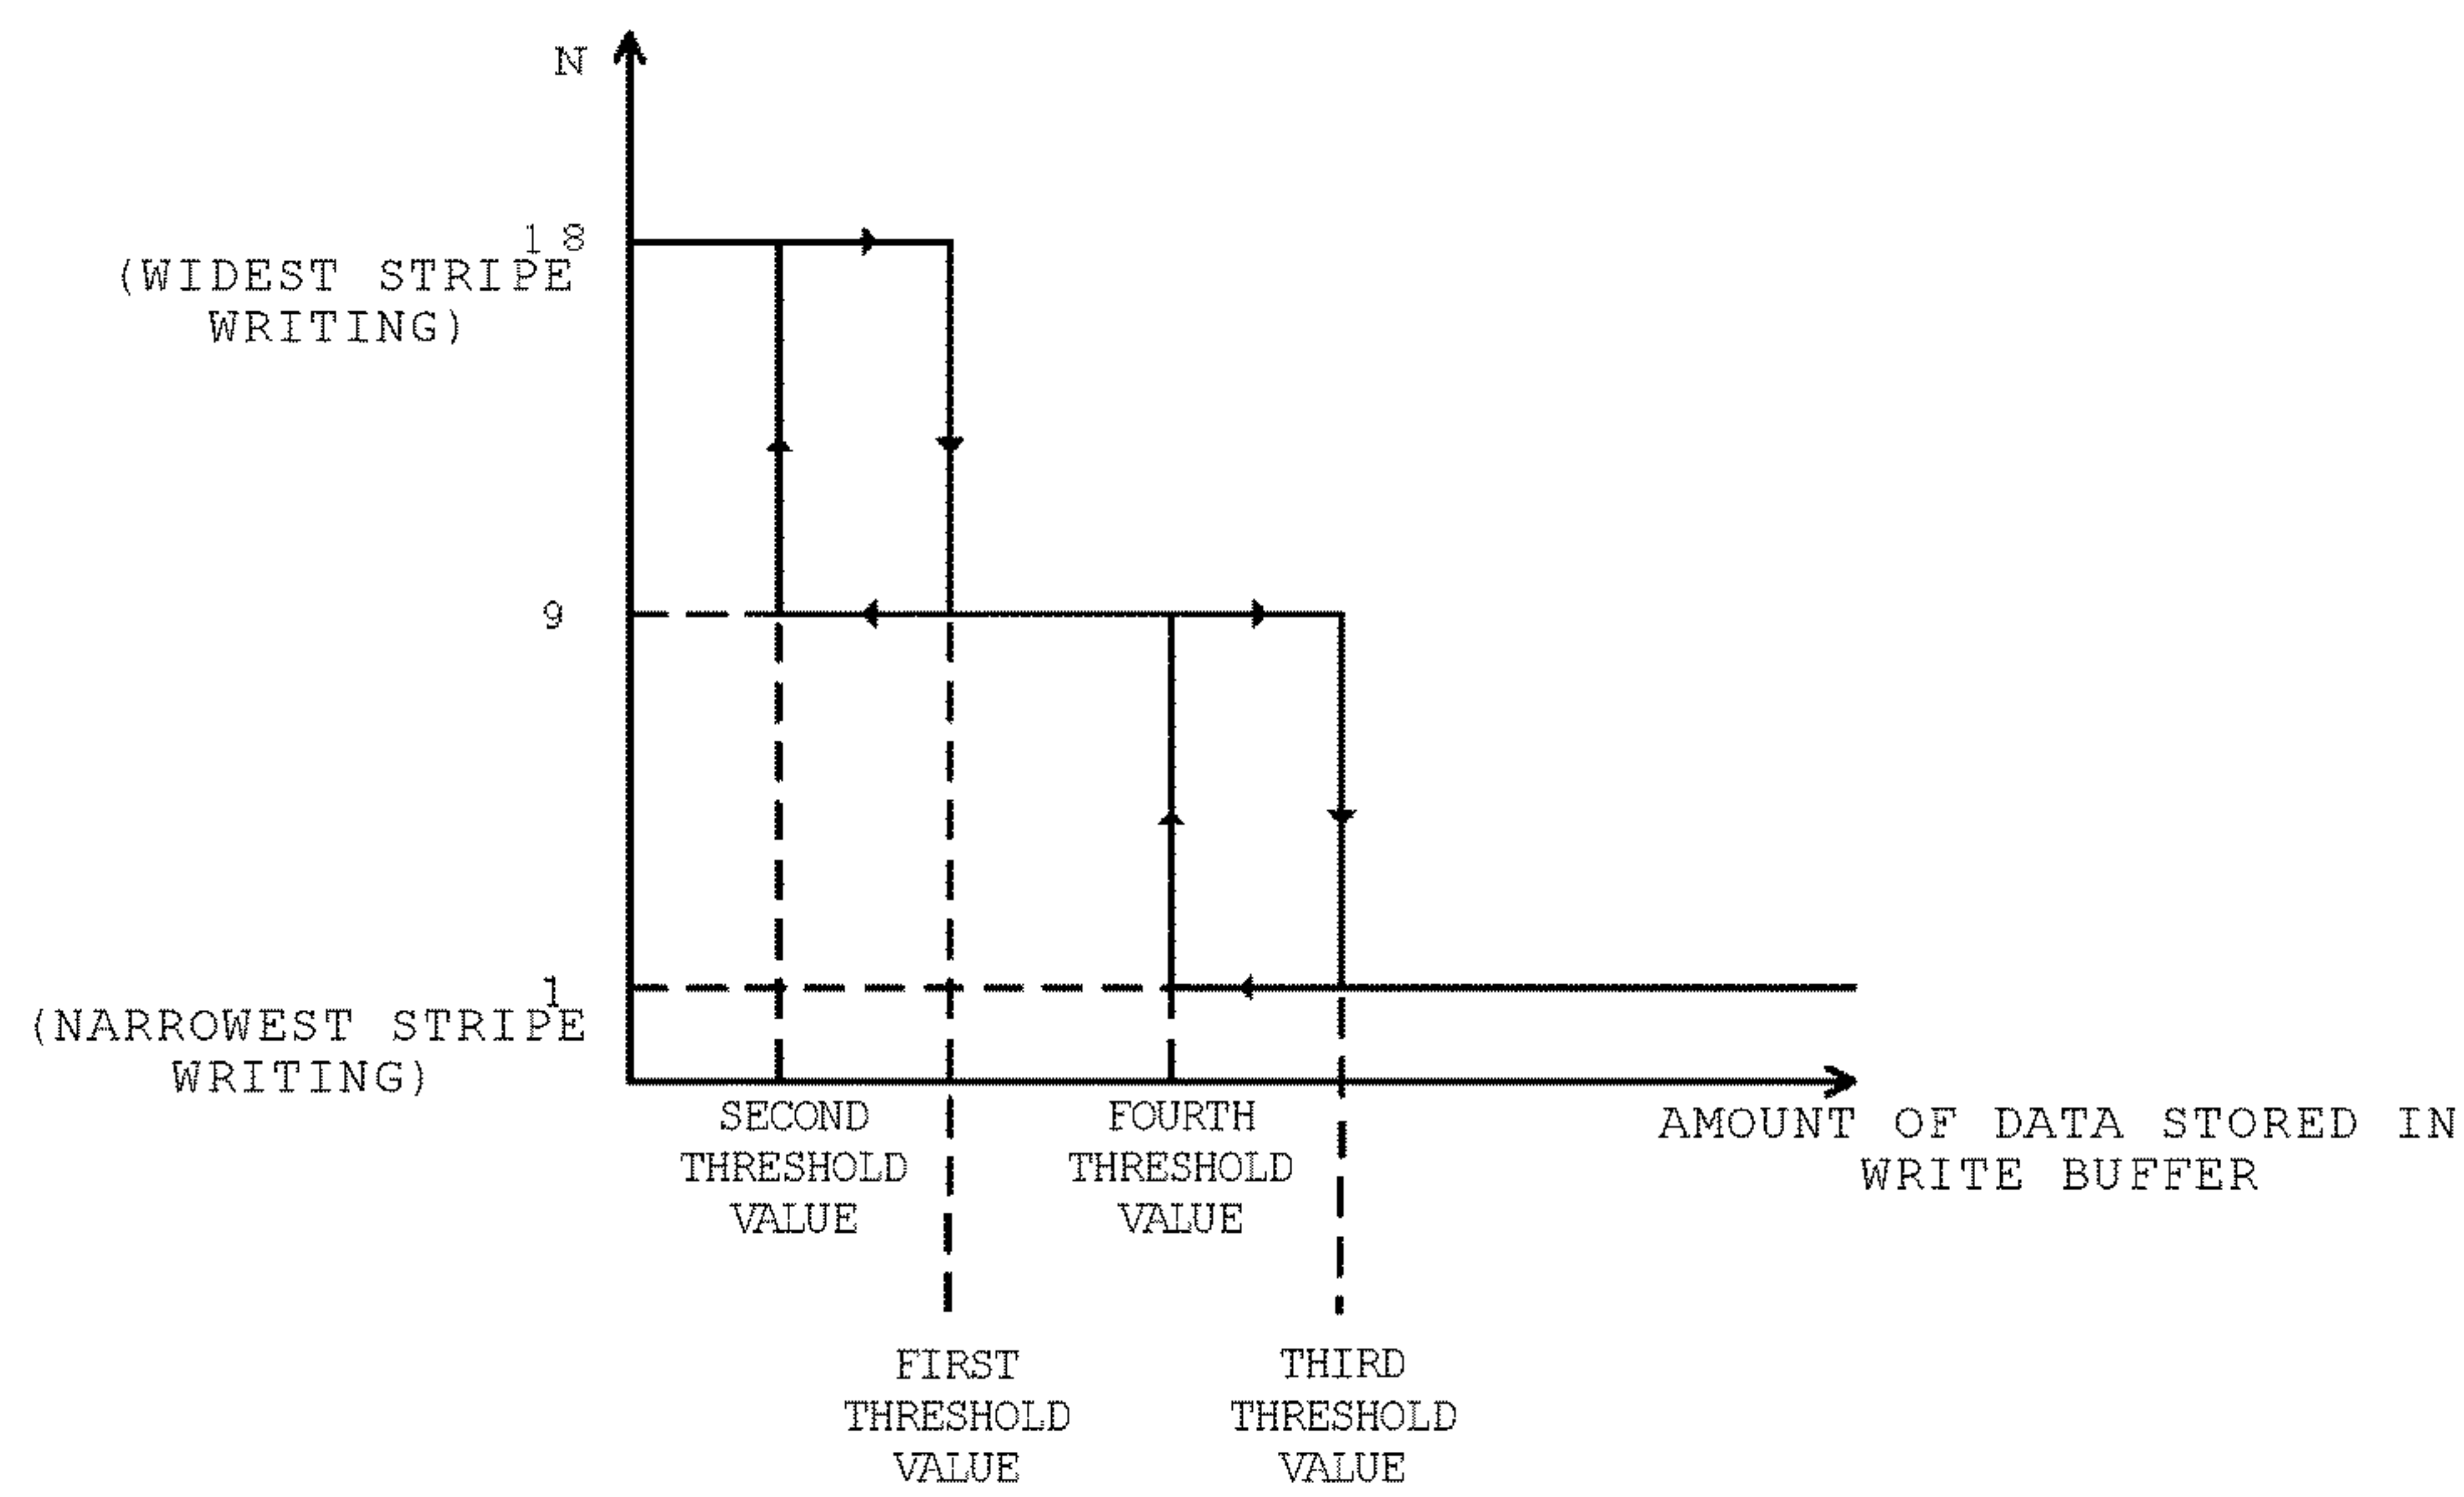 N
18
(WIDEST STRIPE
WRITING)
9
1
(NARROWEST STRIPE
WRITING)
SECOND
THRESHOLD
VALUE
FOURTH
THRESHOLD
VALUE
AMOUNT OF DATA STORED IN
WRITE BUFFER
FIRST
THRESHOLD
VALUE
THIRD
THRESHOLD
VALUE